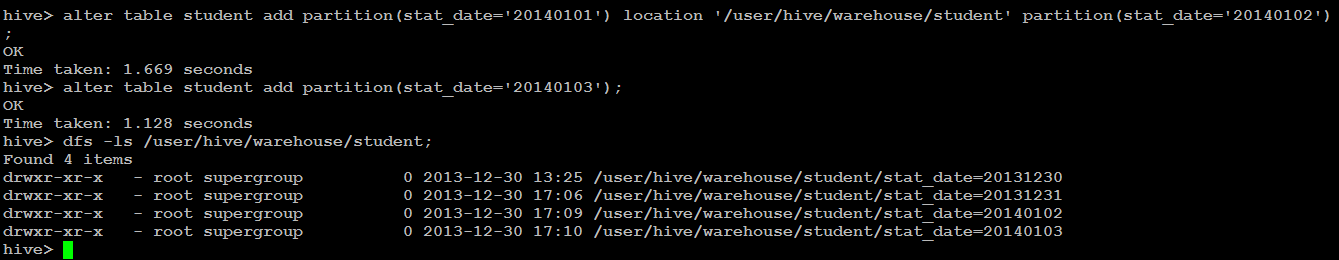 hive> alter table student add partition(stat_date='20140101') location '/user/hive/warehouse/student' partition(stat_date='20140102')
;
OK
Time taken: 1.669 seconds
hive> alter table student add partition(stat_date='20140103');
OK
Time taken: 1.128 seconds
hive> dfs -ls /user/hive/warehouse/student;
Found 4 items
drwxr-xr-x   - root supergroup          0 2013-12-30 13:25 /user/hive/warehouse/student/stat_date=20131230
drwxr-xr-x   - root supergroup          0 2013-12-30 17:06 /user/hive/warehouse/student/stat_date=20131231
drwxr-xr-x   - root supergroup          0 2013-12-30 17:09 /user/hive/warehouse/student/stat_date=20140102
drwxr-xr-x   - root supergroup          0 2013-12-30 17:10 /user/hive/warehouse/student/stat_date=20140103
hive>